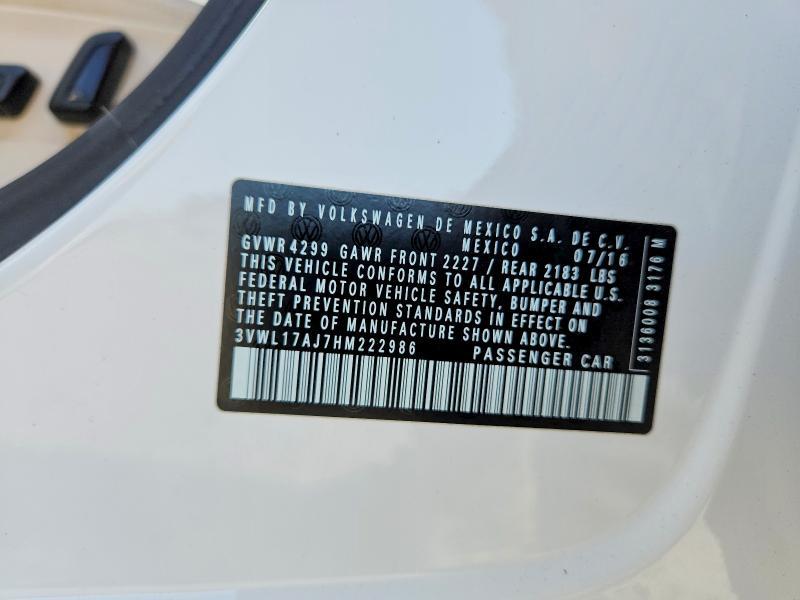 MFD BY VOLKSWAGEN DE MEXICO S.A. DE C.V.
MEXICO 07/16
GVWR 4299 GAWR FRONT 2227 / REAR 2183 LBS
THIS VEHICLE CONFORMS TO ALL APPLICABLE U.S.
FEDERAL MOTOR VEHICLE SAFETY, BUMPER AND
THEFT PREVENTION STANDARDS IN EFFECT ON
THE DATE OF MANUFACTURE SHOWN ABOVE.
3VWL17AJ7HM222986 PASSENGER CAR
3136008 3176 M